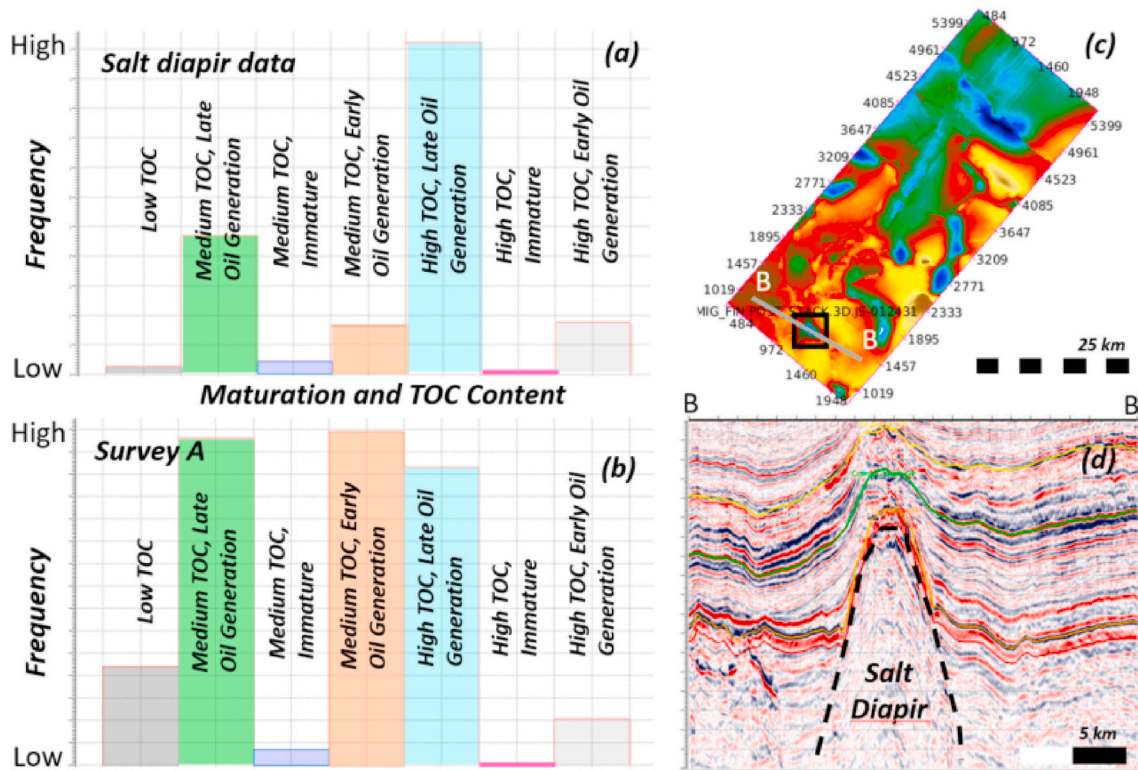 High
Salt diapir data
(a)
Frequency
Low TOC
Medium TOC, Late
Oil Generation
Medium TOC,
Immature
Medium TOC, Early
Oil Generation
High TOC, Late Oil
Generation
High TOC,
Immature
High TOC, Early Oil
Generation
Low
Maturation and TOC Content
High
Survey A
(b)
Frequency
Low TOC
Medium TOC, Late
Oil Generation
Medium TOC,
Immature
Medium TOC, Early
Oil Generation
High TOC, Late Oil
Generation
High TOC,
Immature
High TOC, Early Oil
Generation
Low
(c)
5399
4961
4523
4085
3647
3209
2771
2333
1895
1457
1019
484
972
1460
1948
484
972
1460
1948
5399
4961
4523
4085
3647
3209
2771
2333
1895
1457
1019
B
B
25 km
B
B
(d)
Salt
Diapir
5 km